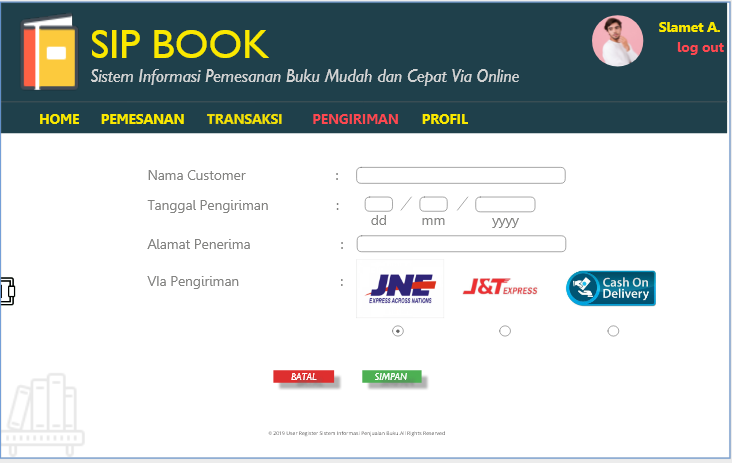 SIP BOOK
Sistem Informasi Pemesanan Buku Mudah dan Cepat Via Online
Slamet A.
log out
HOME PEMESANAN TRANSAKSI PENGIRIMAN PROFIL
Nama Customer :
Tanggal Pengiriman : / /
dd mm yyyy
Alamat Penerima :
VIa Pengiriman :
JNE
EXPRESS ACROSS NATIONS
J&T EXPRESS
Cash On
Delivery
BATAL SIMPAN
© 2019 User Register Sistem Informasi Penjualan Buku All Rights Reserved